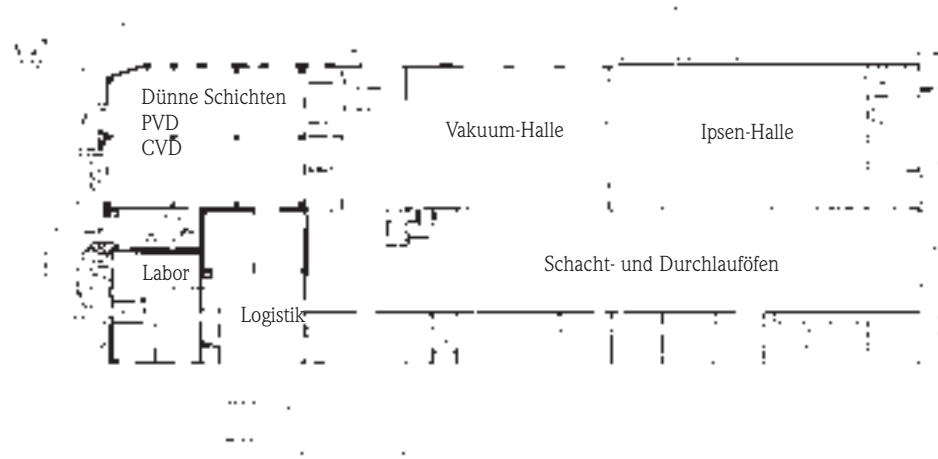 Dünne Schichten
PVD
CVD
Vakuum-Halle
Ipsen-Halle
Schacht- und Durchlauföfen
Labor
Logistik